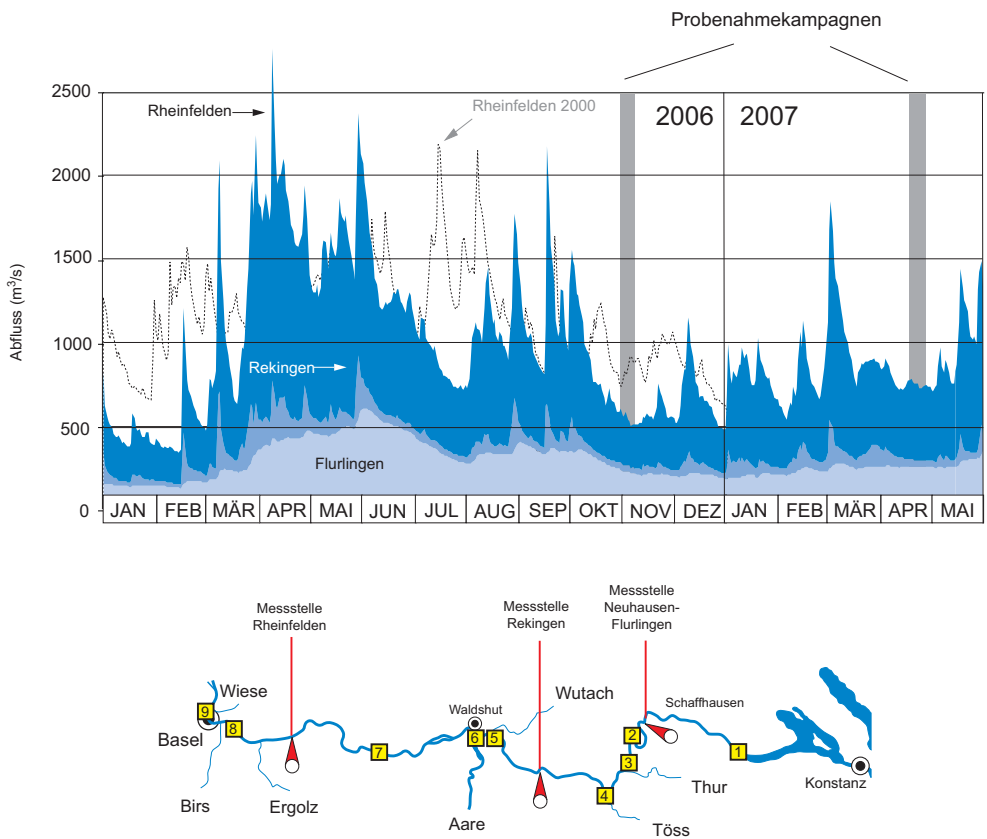 Probenahmekampagnen
2500
2000
1500
1000
500
0
Abfluss (m³/s)
Rheinfelden
Rheinfelden 2000
2006
2007
Rekingen
Flurlingen
JAN FEB MÄR APR MAI JUN JUL AUG SEP OKT NOV DEZ JAN FEB MÄR APR MAI
Messstelle
Rheinfelden
Messstelle
Rekingen
Messstelle
Neuhausen-
Flurlingen
Wiese
Basel
Birs
Ergolz
Waldshut
Wutach
Aare
Schaffhausen
Thur
Töss
Konstanz
9
8
7
6
5
4
3
2
1